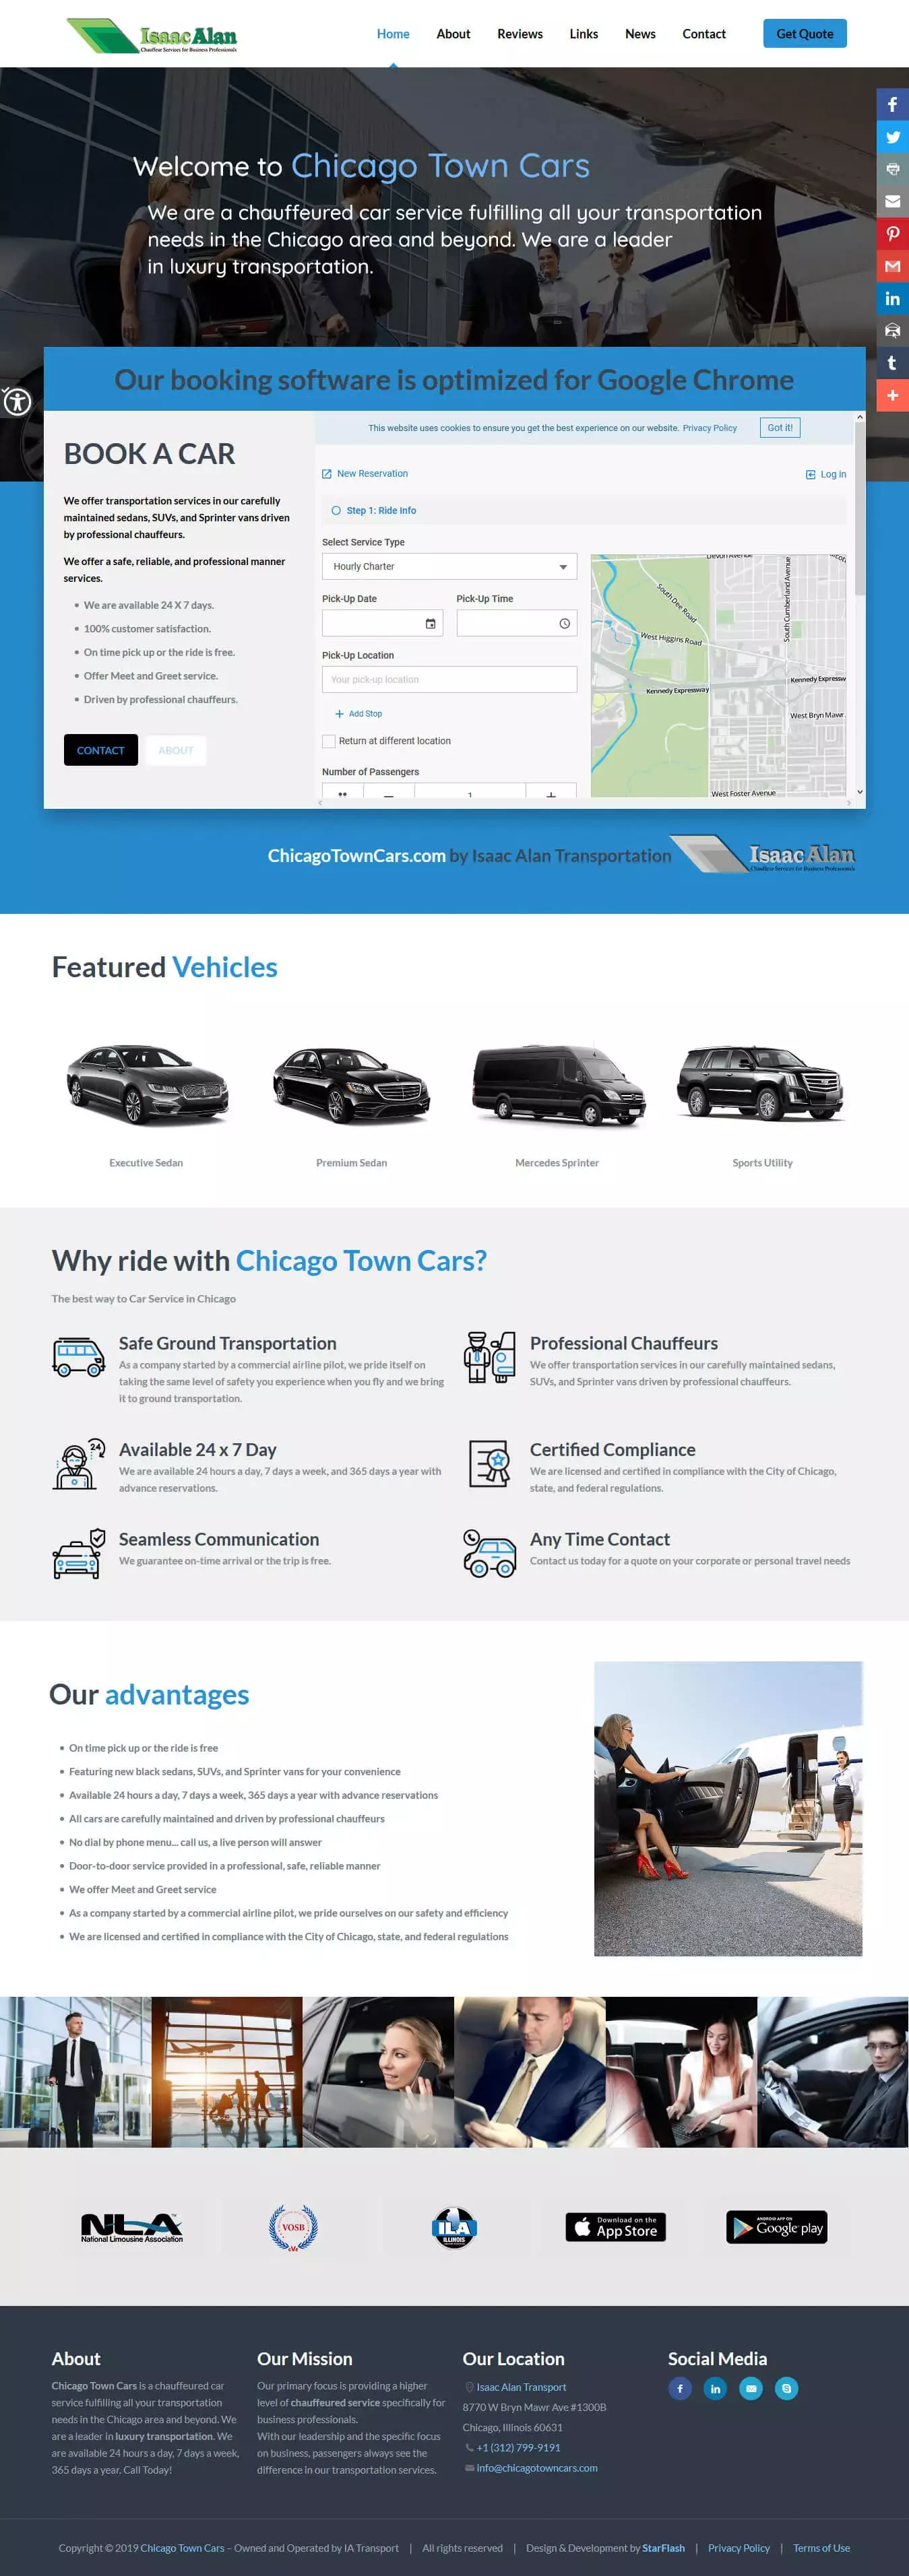 Isaac Alan
Chauffeur Services for Business Professionals
Home
About
Reviews
Links
News
Contact
Get Quote
Welcome to Chicago Town Cars
We are a chauffeured car service fulfilling all your transportation
needs in the Chicago area and beyond. We are a leader
in luxury transportation.
Our booking software is optimized for Google Chrome
BOOK A CAR
We offer transportation services in our carefully
maintained sedans, SUVs, and Sprinter vans driven
by professional chauffeurs.
We offer a safe, reliable, and professional manner
services.
We are available 24 X 7 days.
100% customer satisfaction.
On time pick up or the ride is free.
Offer Meet and Greet service.
Driven by professional chauffeurs.
CONTACT
ABOUT
This website uses cookies to ensure you get the best experience on our website. Privacy Policy
Got it!
New Reservation
Log in
Step 1: Ride Info
Select Service Type
Hourly Charter
Pick-Up Date
Pick-Up Time
Pick-Up Location
Your pick-up location
Add Stop
Return at different location
Number of Passengers
1
Devon Avenue
South Dee Road
South Cumberland Avenue
West Higgins Road
Kennedy Expressway
Kennedy Expressw
West Bryn Mawr
West Foster Avenue
ChicagoTownCars.com by Isaac Alan Transportation
Isaac Alan
Chauffeur Services for Business Professionals
Featured Vehicles
Executive Sedan
Premium Sedan
Mercedes Sprinter
Sports Utility
Why ride with Chicago Town Cars?
The best way to Car Service in Chicago
Safe Ground Transportation
As a company started by a commercial airline pilot, we pride itself on
taking the same level of safety you experience when you fly and we bring
it to ground transportation.
Professional Chauffeurs
We offer transportation services in our carefully maintained sedans,
SUVs, and Sprinter vans driven by professional chauffeurs.
24
Available 24 x 7 Day
We are available 24 hours a day, 7 days a week, and 365 days a year with
advance reservations.
Certified Compliance
We are licensed and certified in compliance with the City of Chicago,
state, and federal regulations.
Seamless Communication
We guarantee on-time arrival or the trip is free.
Any Time Contact
Contact us today for a quote on your corporate or personal travel needs
Our advantages
On time pick up or the ride is free
Featuring new black sedans, SUVs, and Sprinter vans for your convenience
Available 24 hours a day, 7 days a week, 365 days a year with advance reservations
All cars are carefully maintained and driven by professional chauffeurs
No dial by phone menu... call us, a live person will answer
Door-to-door service provided in a professional, safe, reliable manner
We offer Meet and Greet service
As a company started by a commercial airline pilot, we pride ourselves on our safety and efficiency
We are licensed and certified in compliance with the City of Chicago, state, and federal regulations
NLA
National Limousine Association
VOSB
ILA
ILLINOIS
Download on the
App Store
ANDROID APP ON
Google play
About
Chicago Town Cars is a chauffeured car
service fulfilling all your transportation
needs in the Chicago area and beyond. We
are a leader in luxury transportation. We
are available 24 hours a day, 7 days a week,
365 days a year. Call Today!
Our Mission
Our primary focus is providing a higher
level of chauffeured service specifically for
business professionals.
With our leadership and the specific focus
on business, passengers always see the
difference in our transportation services.
Our Location
Isaac Alan Transport
8770 W Bryn Mawr Ave #1300B
Chicago, Illinois 60631
+1 (312) 799-9191
info@chicagotowncars.com
Social Media
Copyright © 2019 Chicago Town Cars – Owned and Operated by IA Transport | All rights reserved | Design & Development by StarFlash | Privacy Policy | Terms of Use